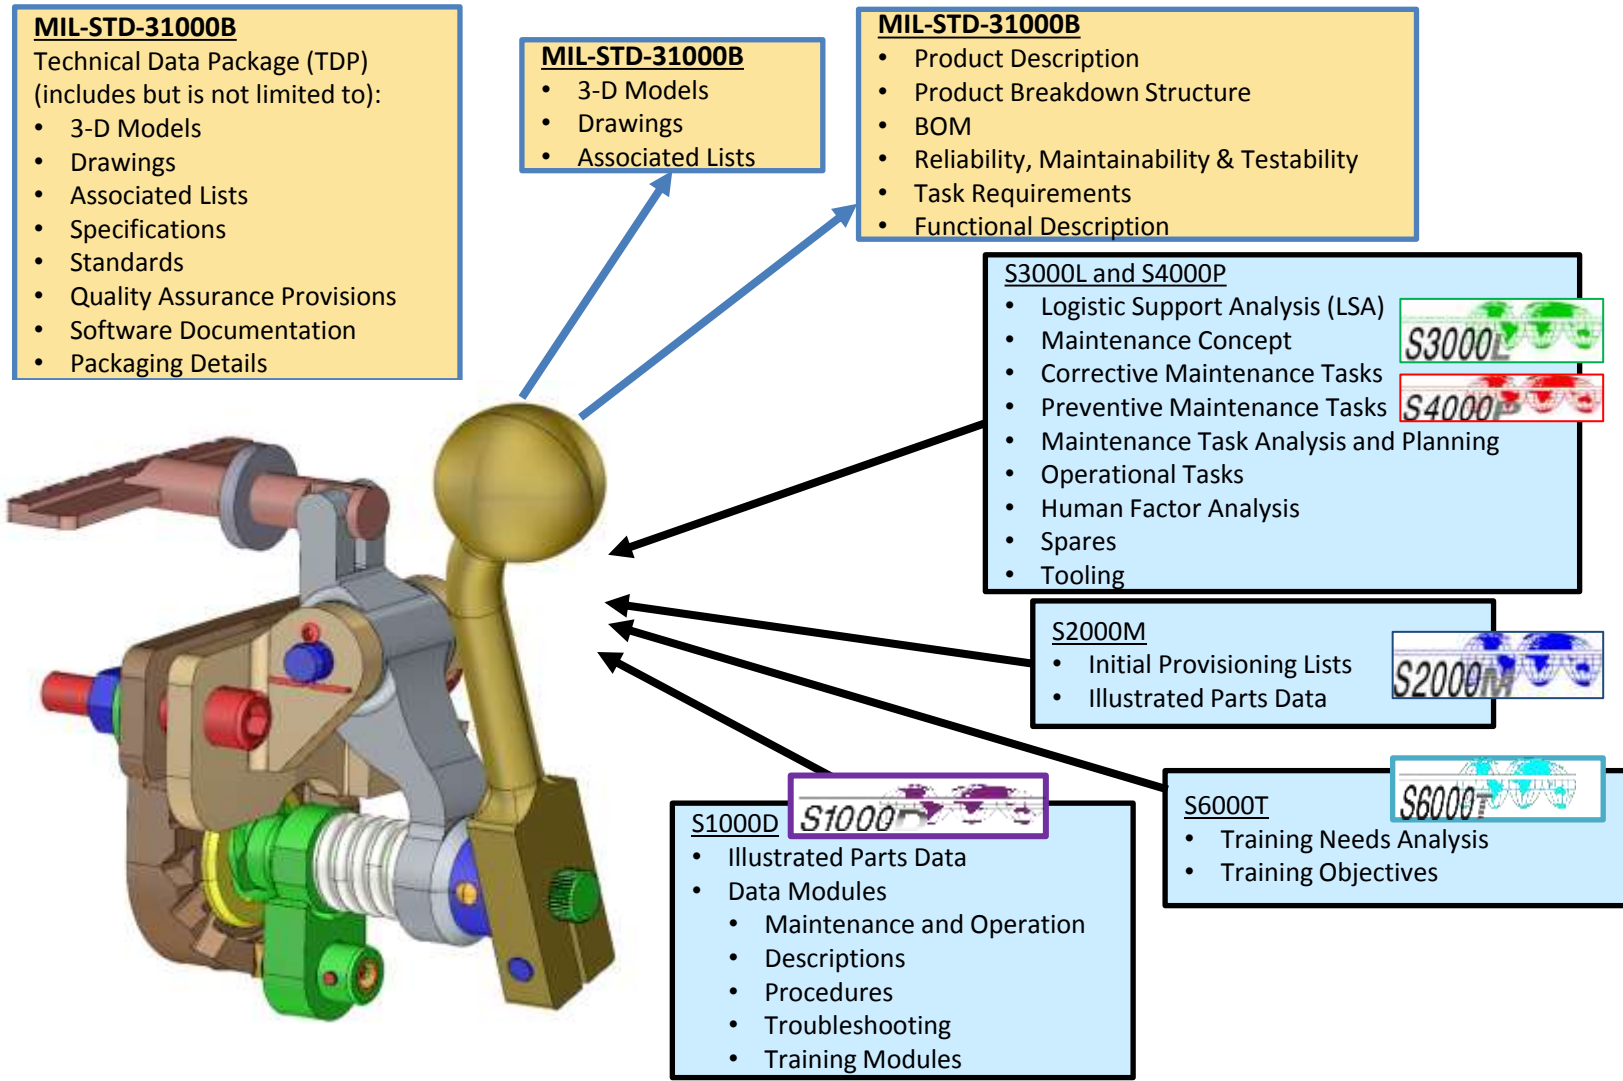 MIL-STD-31000B
Technical Data Package (TDP)
(includes but is not limited to):
• 3-D Models
• Drawings
• Associated Lists
• Specifications
• Standards
• Quality Assurance Provisions
• Software Documentation
• Packaging Details
MIL-STD-31000B
• 3-D Models
• Drawings
• Associated Lists
MIL-STD-31000B
• Product Description
• Product Breakdown Structure
• BOM
• Reliability, Maintainability & Testability
• Task Requirements
• Functional Description
S3000L and S4000P
• Logistic Support Analysis (LSA)
• Maintenance Concept
• Corrective Maintenance Tasks
• Preventive Maintenance Tasks
• Maintenance Task Analysis and Planning
• Operational Tasks
• Human Factor Analysis
• Spares
• Tooling
S3000L
S4000P
S2000M
• Initial Provisioning Lists
• Illustrated Parts Data
S2000M
S6000T
• Training Needs Analysis
• Training Objectives
S6000T
S1000D
• Illustrated Parts Data
• Data Modules
• Maintenance and Operation
• Descriptions
• Procedures
• Troubleshooting
• Training Modules
S1000D